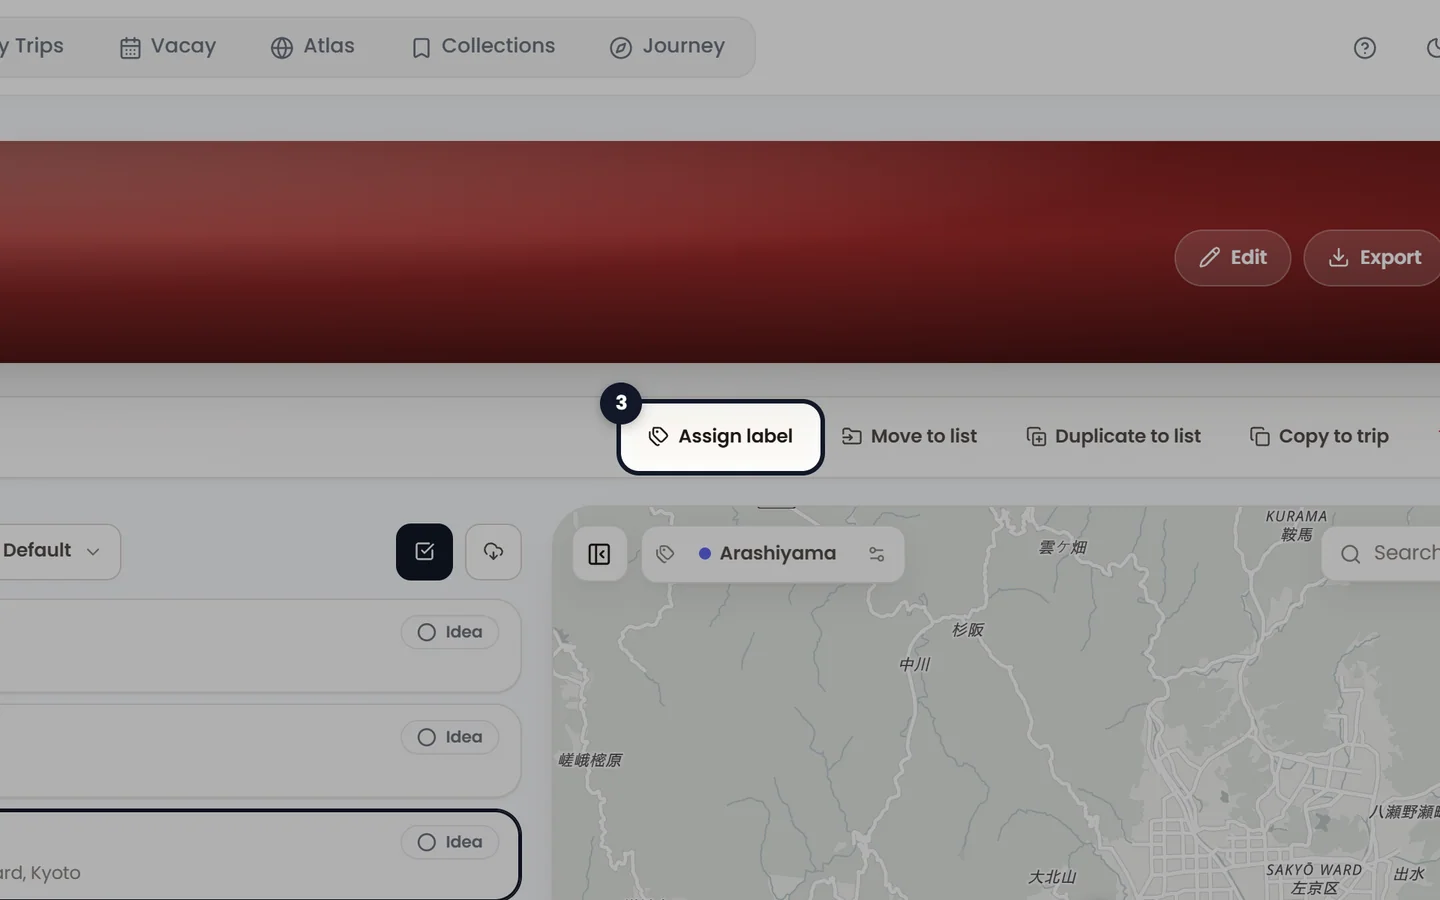 y Trips
Vacay
Atlas
Collections
Journey
Edit
Export
3
Assign label
Move to list
Duplicate to list
Copy to trip
Default
Arashiyama
Search
Idea
Idea
Idea
ard, Kyoto
KURAMA
鞍馬
雲ケ畑
杉阪
中川
嵯峨樒原
八瀬野瀬町
大北山
SAKYŌ WARD
左京区
出水